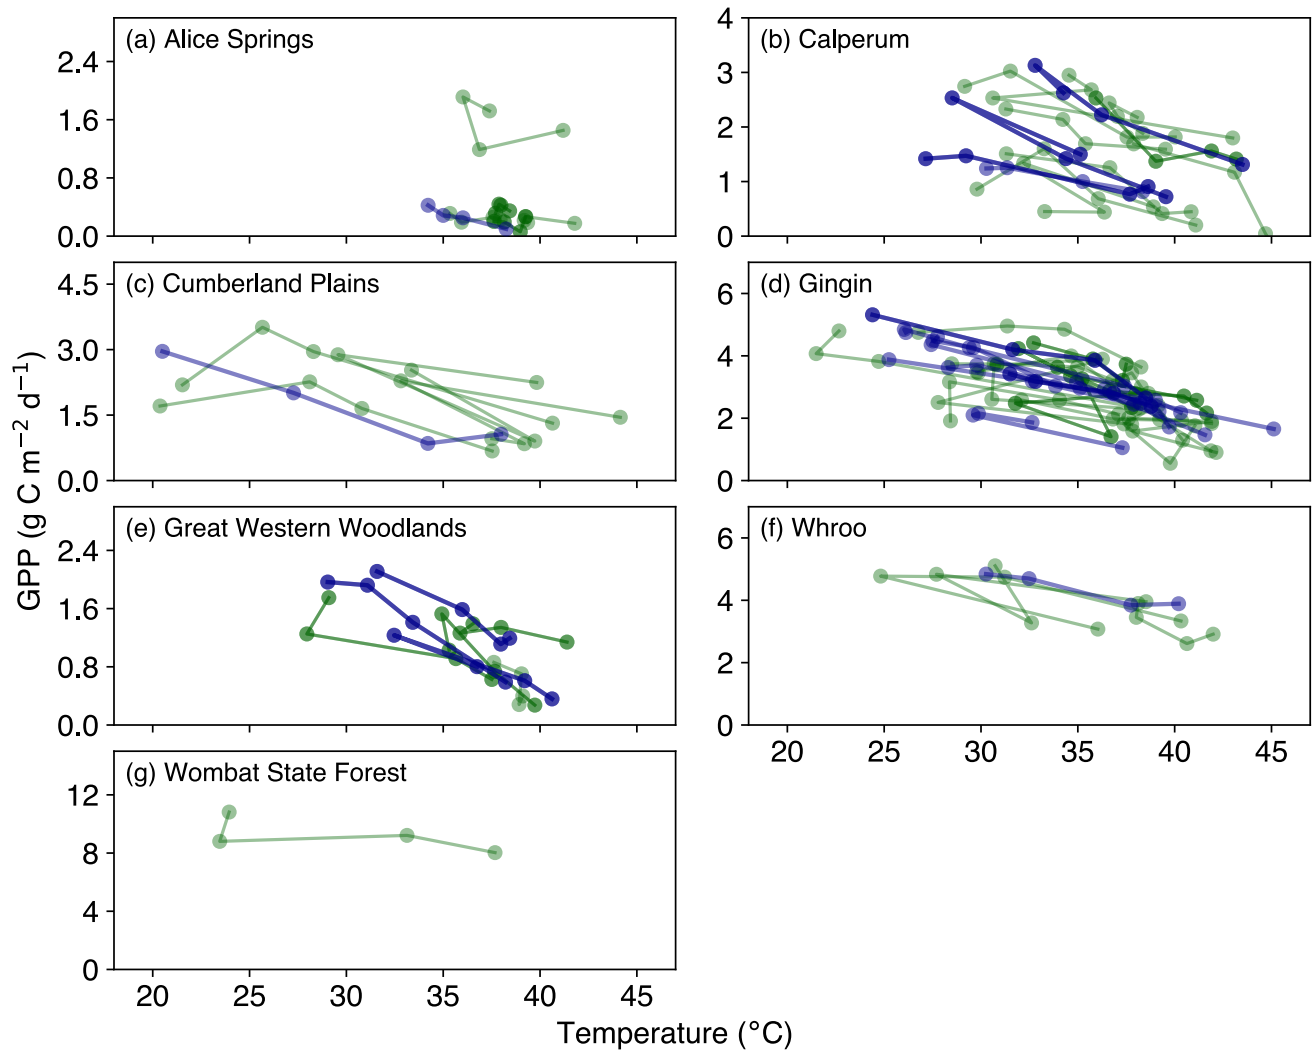 (a) Alice Springs
2.4
1.6
0.8
0.0
(b) Calperum
4
3
2
1
0
(c) Cumberland Plains
4.5
3.0
1.5
0.0
(d) Gingin
6
4
2
0
GPP (g C m⁻² d⁻¹)
(e) Great Western Woodlands
2.4
1.6
0.8
0.0
(f) Whroo
6
4
2
0
20 25 30 35 40 45
(g) Wombat State Forest
12
8
4
0
20 25 30 35 40 45
Temperature (°C)